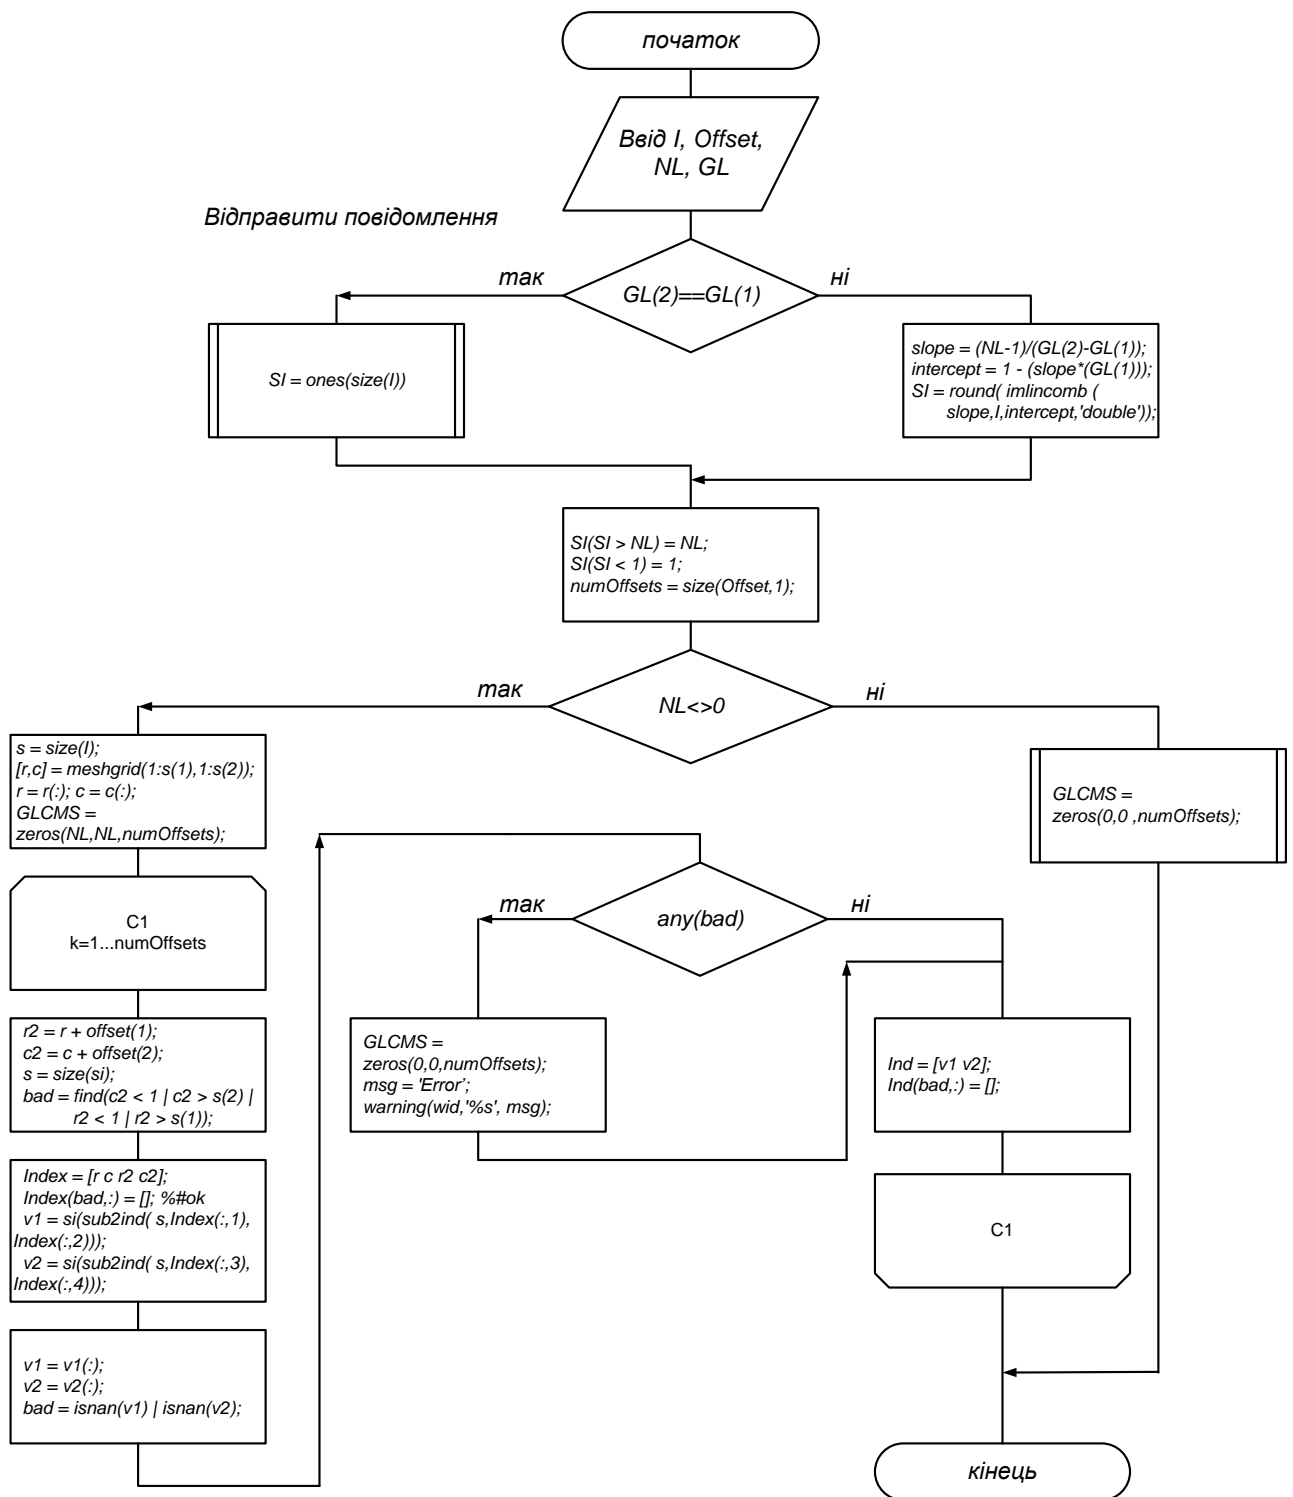 початок
Ввід I, Offset,
NL, GL
Відправити повідомлення
так
ні
GL(2)==GL(1)
SI = ones(size(I))
slope = (NL-1)/(GL(2)-GL(1));
intercept = 1 - (slope*(GL(1)));
SI = round( imlincomb (
slope,I,intercept,'double'));
SI(SI > NL) = NL;
SI(SI < 1) = 1;
numOffsets = size(Offset,1);
так
ні
NL<>0
s = size(I);
[r,c] = meshgrid(1:s(1),1:s(2));
r = r(:); c = c(:);
GLCMS =
zeros(NL,NL,numOffsets);
GLCMS =
zeros(0,0 ,numOffsets);
C1
k=1...numOffsets
так
ні
any(bad)
r2 = r + offset(1);
c2 = c + offset(2);
s = size(si);
bad = find(c2 < 1 | c2 > s(2) |
r2 < 1 | r2 > s(1));
GLCMS =
zeros(0,0,numOffsets);
msg = 'Error’;
warning(wid,'%s', msg);
Ind = [v1 v2];
Ind(bad,:) = [];
Index = [r c r2 c2];
Index(bad,:) = []; %#ok
v1 = si(sub2ind( s,Index(:,1),
Index(:,2)));
v2 = si(sub2ind( s,Index(:,3),
Index(:,4)));
C1
v1 = v1(:);
v2 = v2(:);
bad = isnan(v1) | isnan(v2);
кінець